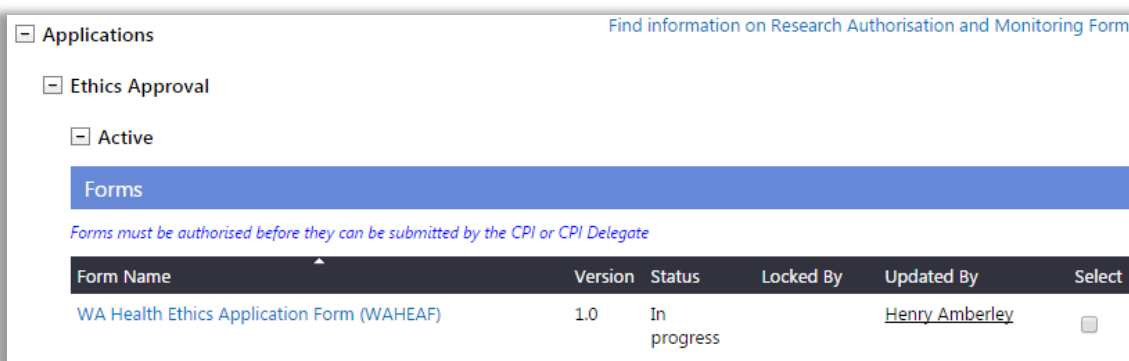 Find information on Research Authorisation and Monitoring Form
Applications
Ethics Approval
Active
Forms
Forms must be authorised before they can be submitted by the CPI or CPI Delegate
Form Name Version Status Locked By Updated By Select
WA Health Ethics Application Form (WAHEAF) 1.0 In progress Henry Amberley